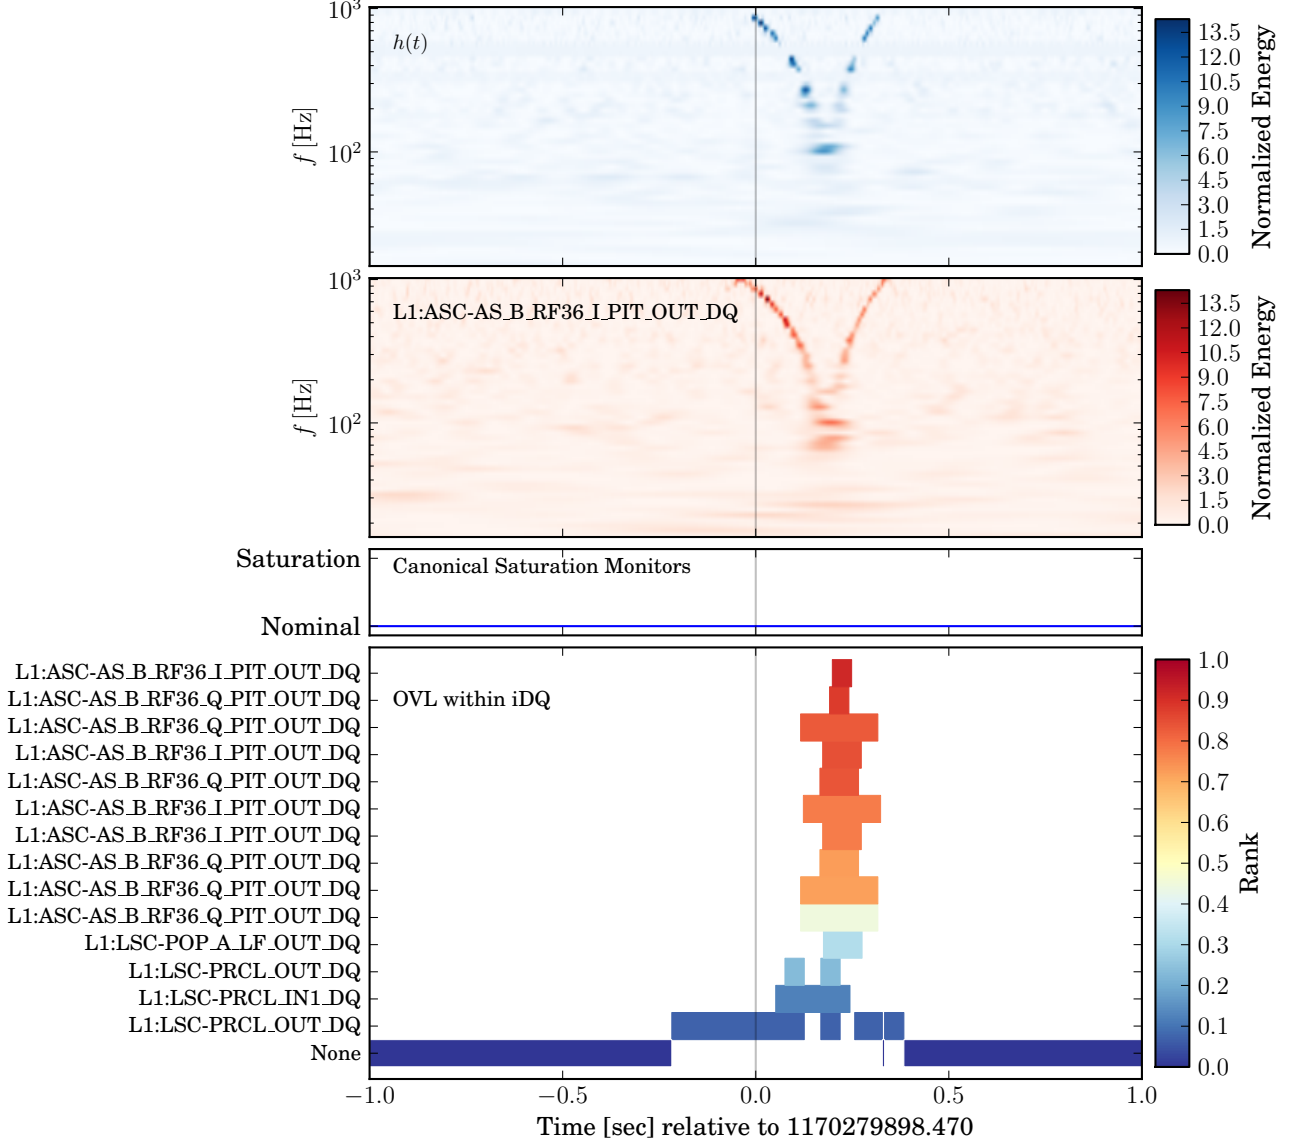 10³
10²
f [Hz]
h(t)
13.5
12.0
10.5
9.0
7.5
6.0
4.5
3.0
1.5
0.0
Normalized Energy
10³
10²
f [Hz]
L1:ASC-AS_B_RF36_I_PIT_OUT_DQ
13.5
12.0
10.5
9.0
7.5
6.0
4.5
3.0
1.5
0.0
Normalized Energy
Saturation
Nominal
Canonical Saturation Monitors
L1:ASC-AS_B_RF36_I_PIT_OUT_DQ
L1:ASC-AS_B_RF36_Q_PIT_OUT_DQ
L1:ASC-AS_B_RF36_Q_PIT_OUT_DQ
L1:ASC-AS_B_RF36_I_PIT_OUT_DQ
L1:ASC-AS_B_RF36_Q_PIT_OUT_DQ
L1:ASC-AS_B_RF36_I_PIT_OUT_DQ
L1:ASC-AS_B_RF36_I_PIT_OUT_DQ
L1:ASC-AS_B_RF36_Q_PIT_OUT_DQ
L1:ASC-AS_B_RF36_Q_PIT_OUT_DQ
L1:ASC-AS_B_RF36_Q_PIT_OUT_DQ
L1:LSC-POP_A_LF_OUT_DQ
L1:LSC-PRCL_OUT_DQ
L1:LSC-PRCL_IN1_DQ
L1:LSC-PRCL_OUT_DQ
None
OVL within iDQ
1.0
0.9
0.8
0.7
0.6
0.5
0.4
0.3
0.2
0.1
0.0
Rank
−1.0 −0.5 0.0 0.5 1.0
Time [sec] relative to 1170279898.470